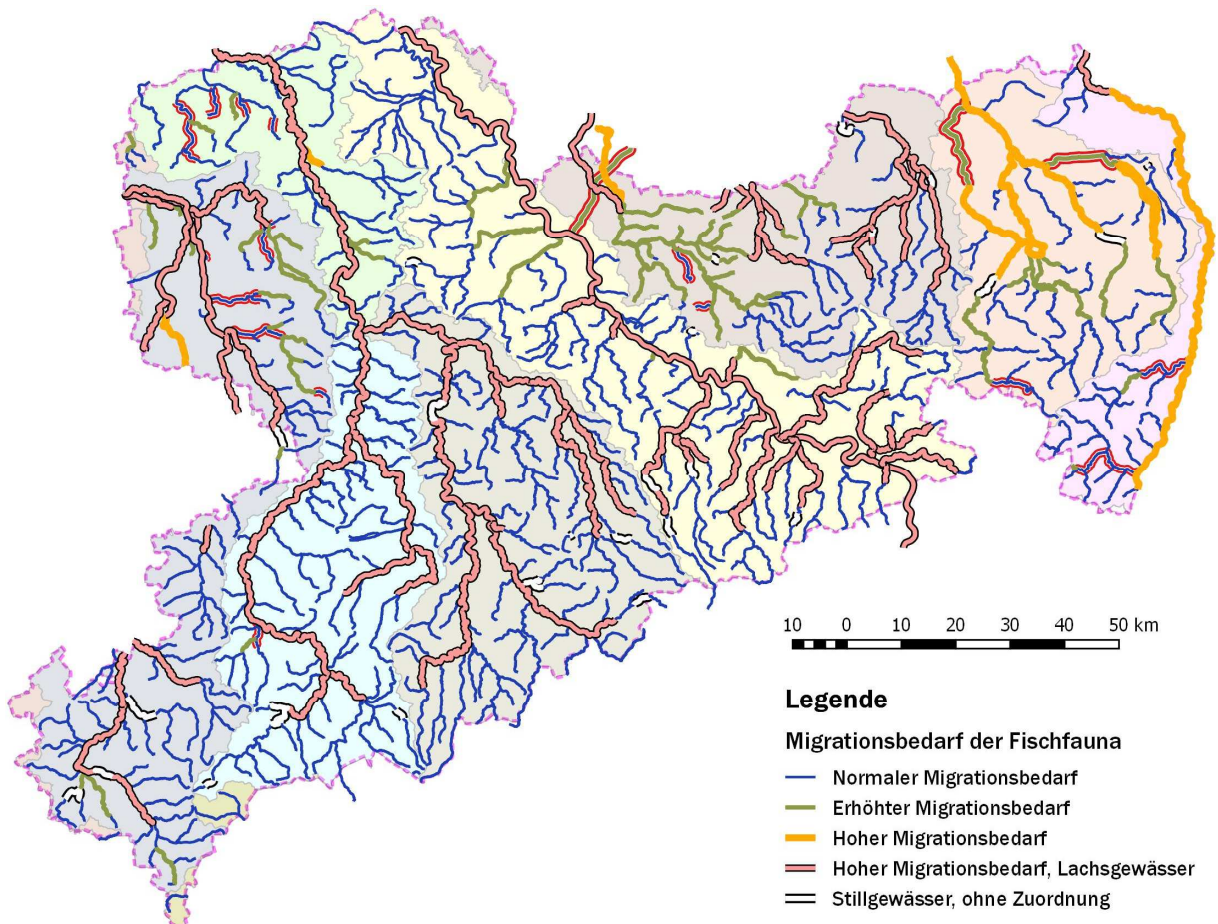 10 0 10 20 30 40 50 km
Legende
Migrationsbedarf der Fischfauna
Normaler Migrationsbedarf
Erhöhter Migrationsbedarf
Hoher Migrationsbedarf
Hoher Migrationsbedarf, Lachsgewässer
Stillgewässer, ohne Zuordnung